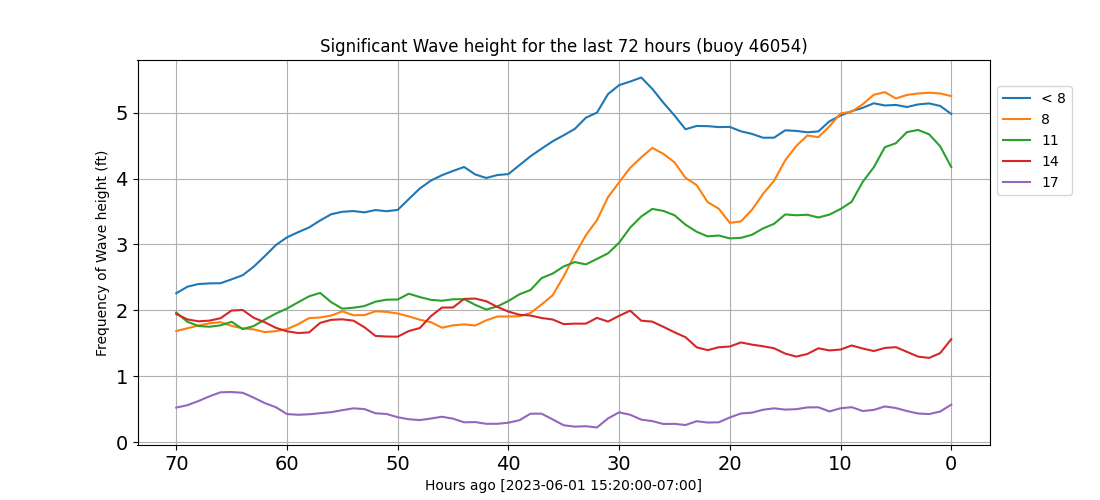 Significant Wave height for the last 72 hours (buoy 46054)
Frequency of Wave height (ft)
5
4
3
2
1
0
70 60 50 40 30 20 10 0
Hours ago [2023-06-01 15:20:00-07:00]
< 8
8
11
14
17